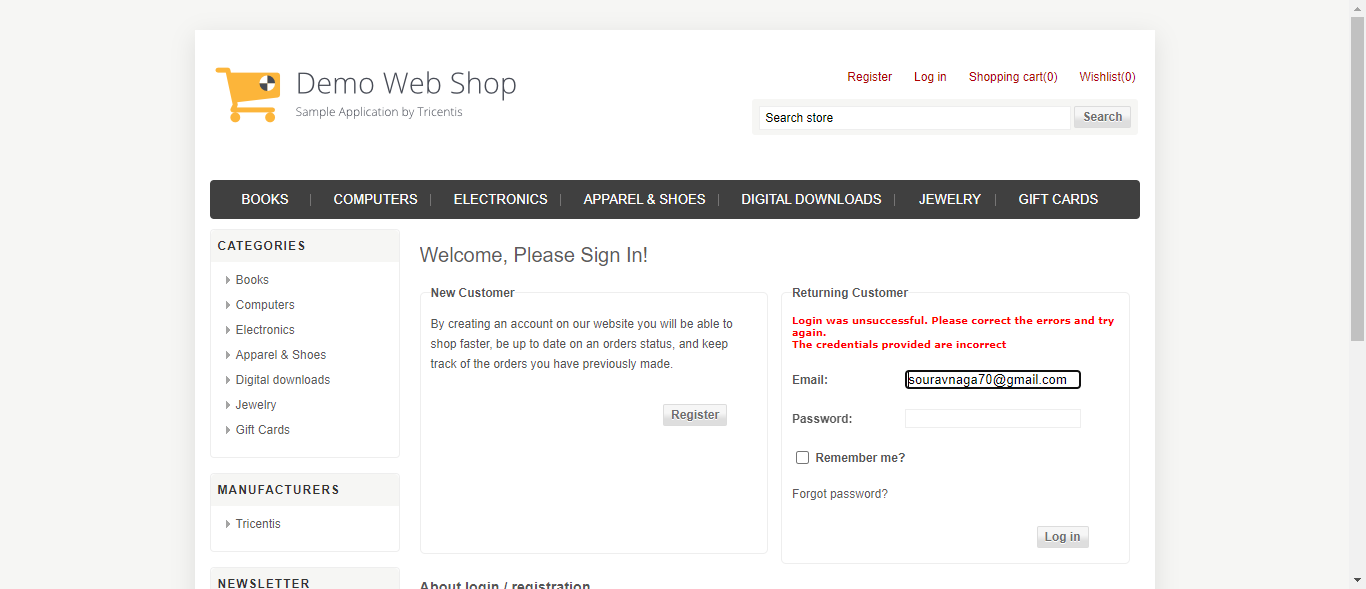 Demo Web Shop
Sample Application by Tricentis
Register Log in Shopping cart(0) Wishlist(0)
Search store Search
BOOKS COMPUTERS ELECTRONICS APPAREL & SHOES DIGITAL DOWNLOADS JEWELRY GIFT CARDS
CATEGORIES
Books
Computers
Electronics
Apparel & Shoes
Digital downloads
Jewelry
Gift Cards
MANUFACTURERS
Tricentis
NEWSLETTER
Welcome, Please Sign In!
New Customer
By creating an account on our website you will be able to
shop faster, be up to date on an orders status, and keep
track of the orders you have previously made.
Register
Returning Customer
Login was unsuccessful. Please correct the errors and try
again.
The credentials provided are incorrect
Email: souravnaga70@gmail.com
Password:
Remember me?
Forgot password?
Log in
About login / registration